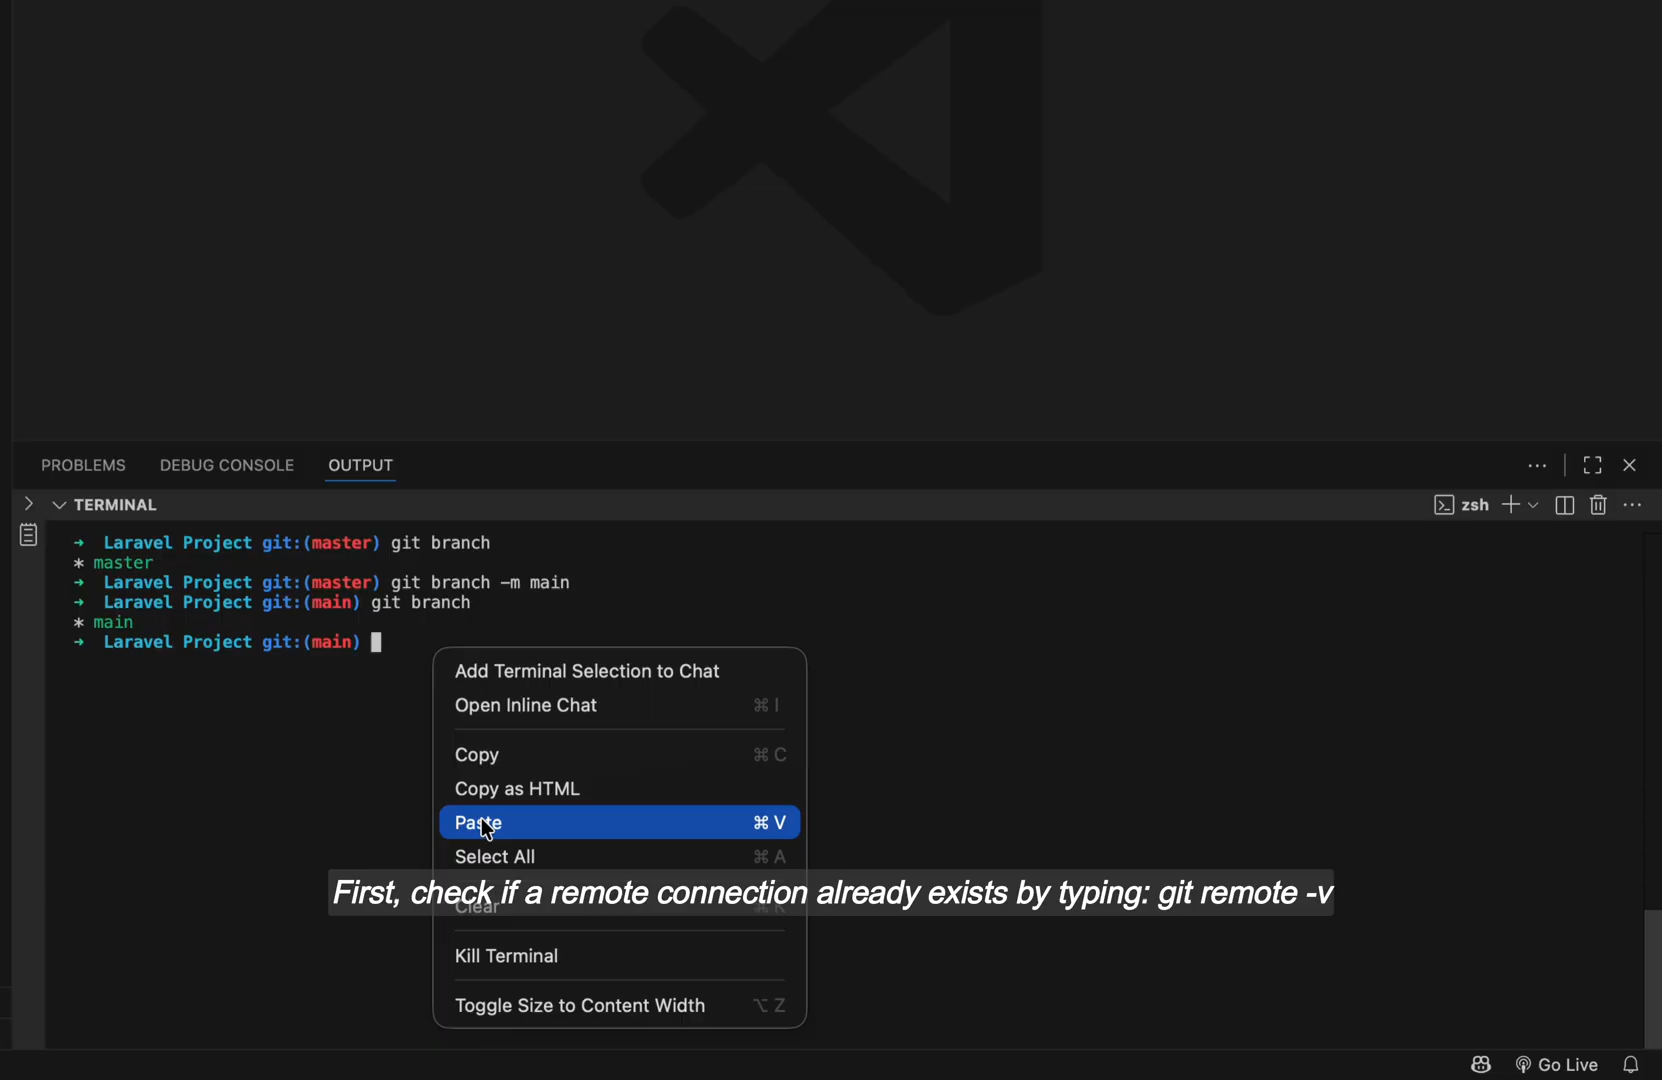 PROBLEMS DEBUG CONSOLE OUTPUT
TERMINAL zsh
→ Laravel Project git:(master) git branch
* master
→ Laravel Project git:(master) git branch -m main
→ Laravel Project git:(main) git branch
* main
→ Laravel Project git:(main)
Add Terminal Selection to Chat
Open Inline Chat ⌘ I
Copy ⌘ C
Copy as HTML
Paste ⌘ V
Select All ⌘ A
First, check if a remote connection already exists by typing: git remote -v
Clear ⌘ K
Kill Terminal
Toggle Size to Content Width ⌥ Z
Go Live